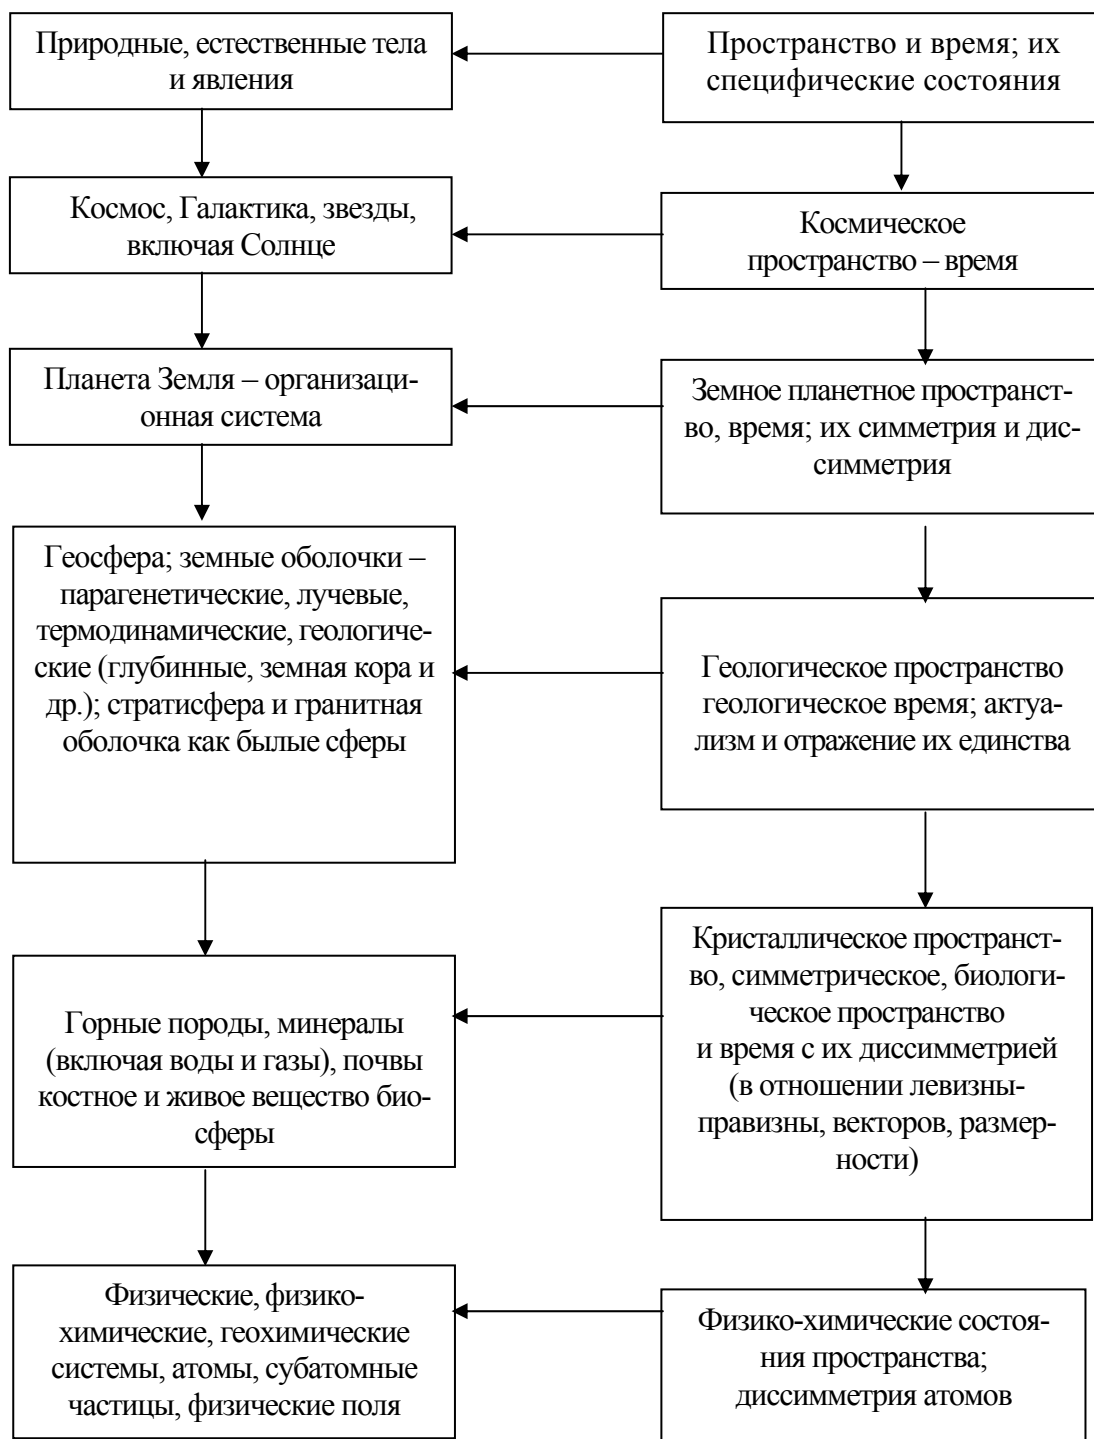 Природные, естественные тела
и явления
Пространство и время; их
специфические состояния
Космос, Галактика, звезды,
включая Солнце
Космическое
пространство – время
Планета Земля – организаци-
онная система
Земное планетное пространст-
во, время; их симметрия и дис-
симметрия
Геосфера; земные оболочки –
парагенетические, лучевые,
термодинамические, геологиче-
ские (глубинные, земная кора и
др.); стратисфера и гранитная
оболочка как былые сферы
Геологическое пространство
геологическое время; актуа-
лизм и отражение их единства
Горные породы, минералы
(включая воды и газы), почвы
костное и живое вещество био-
сферы
Кристаллическое пространст-
во, симметрическое, биологи-
ческое пространство
и время с их диссимметрией
(в отношении левизны-
правизны, векторов, размер-
ности)
Физические, физико-
химические, геохимические
системы, атомы, субатомные
частицы, физические поля
Физико-химические состоя-
ния пространства;
диссимметрия атомов